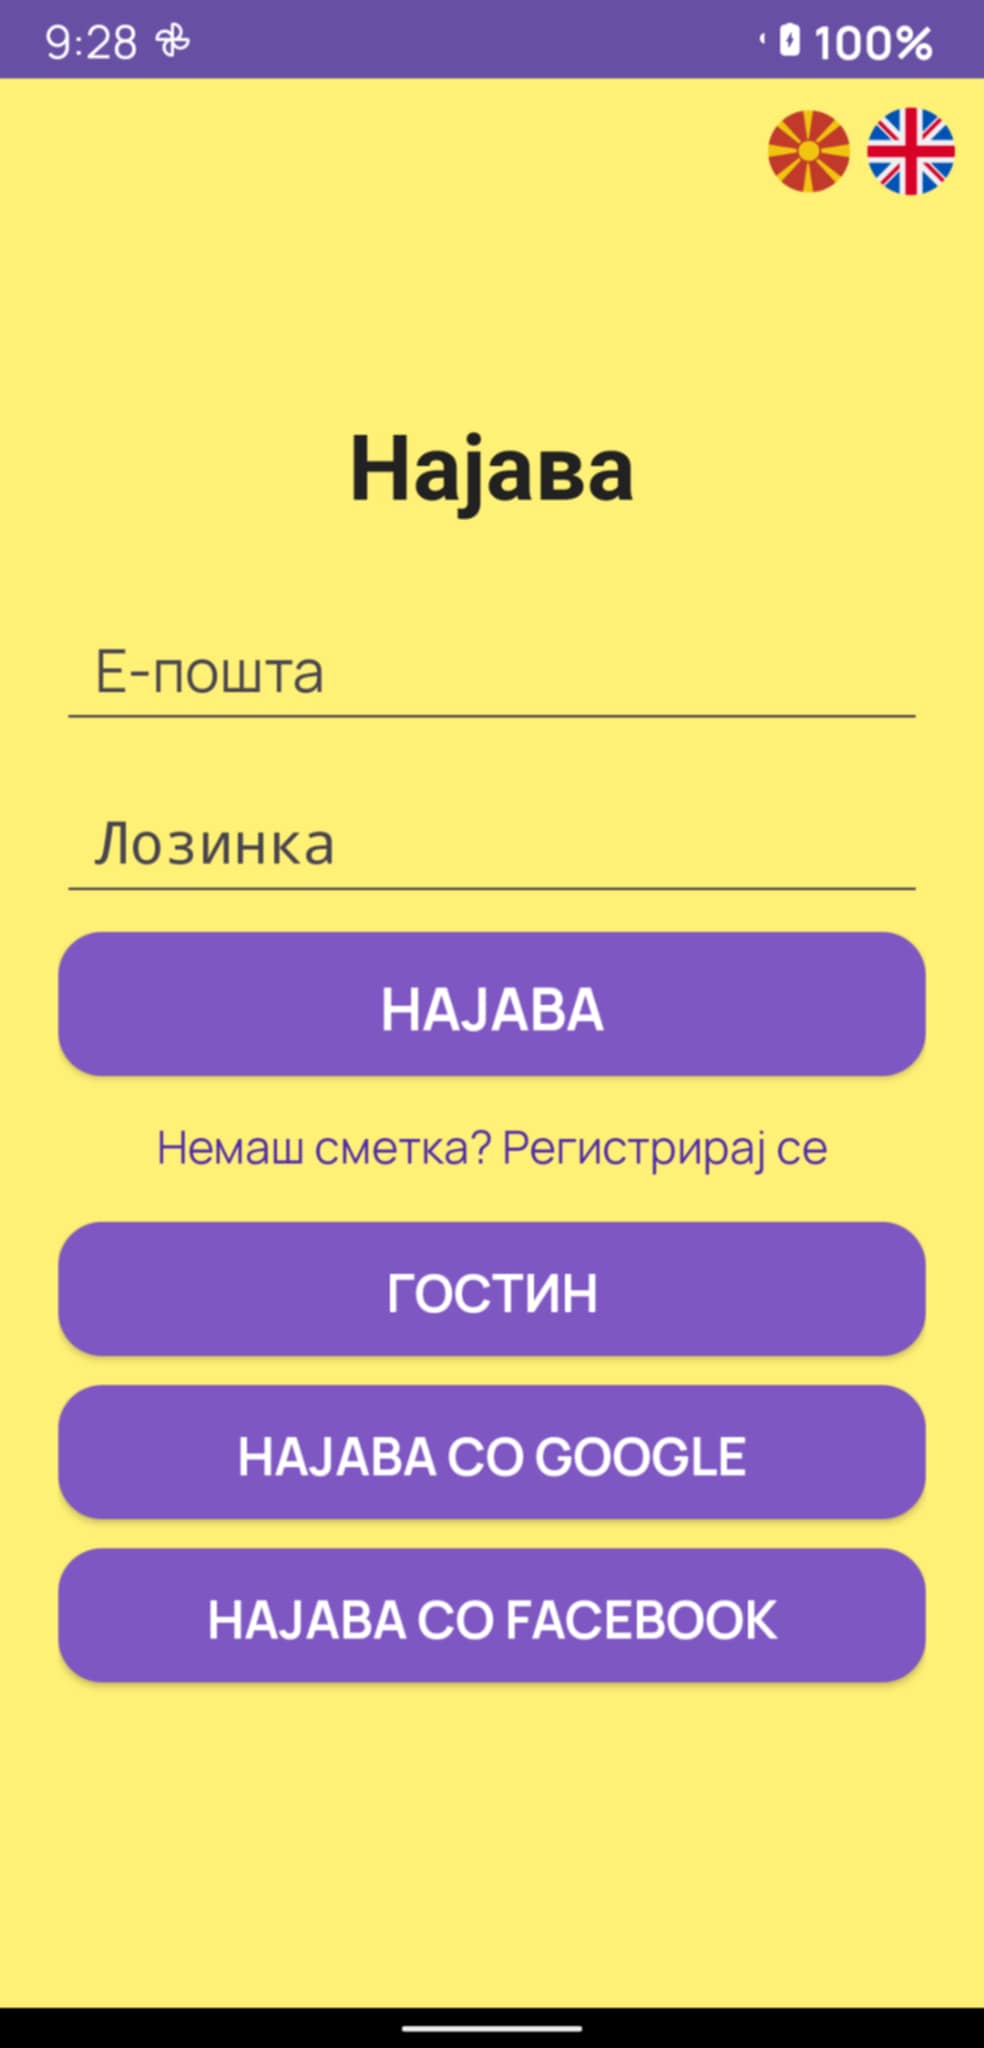 9:28 100%
Најава
Е-пошта
Лозинка
НАЈАВА
Немаш сметка? Регистрирај се
ГОСТИН
НАЈАВА СО GOOGLE
НАЈАВА СО FACEBOOK